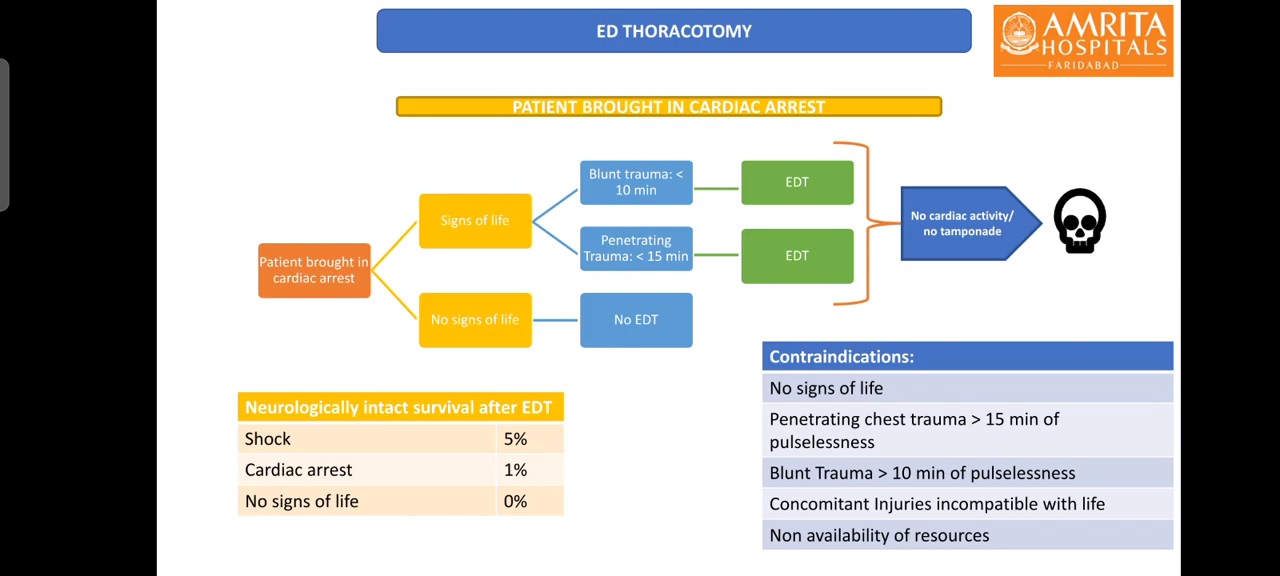 ED THORACOTOMY
AMRITA
HOSPITALS
FARIDABAD
PATIENT BROUGHT IN CARDIAC ARREST
Patient brought in
cardiac arrest
Signs of life
Blunt trauma: <
10 min
EDT
Penetrating
Trauma: < 15 min
EDT
No signs of life
No EDT
No cardiac activity/
no tamponade
Neurologically intact survival after EDT
Shock 5%
Cardiac arrest 1%
No signs of life 0%
Contraindications:
No signs of life
Penetrating chest trauma > 15 min of
pulselessness
Blunt Trauma > 10 min of pulselessness
Concomitant Injuries incompatible with life
Non availability of resources